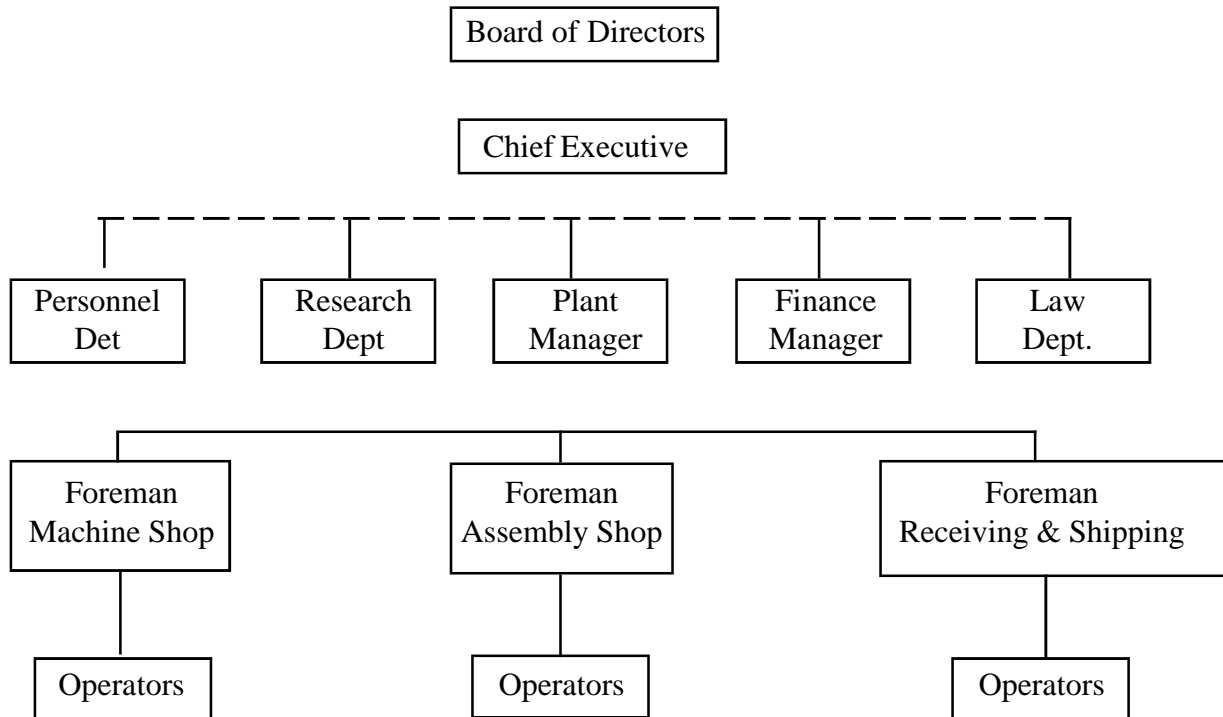 Board of Directors
Chief Executive
Personnel
Det
Research
Dept
Plant
Manager
Finance
Manager
Law
Dept.
Foreman
Machine Shop
Foreman
Assembly Shop
Foreman
Receiving & Shipping
Operators
Operators
Operators